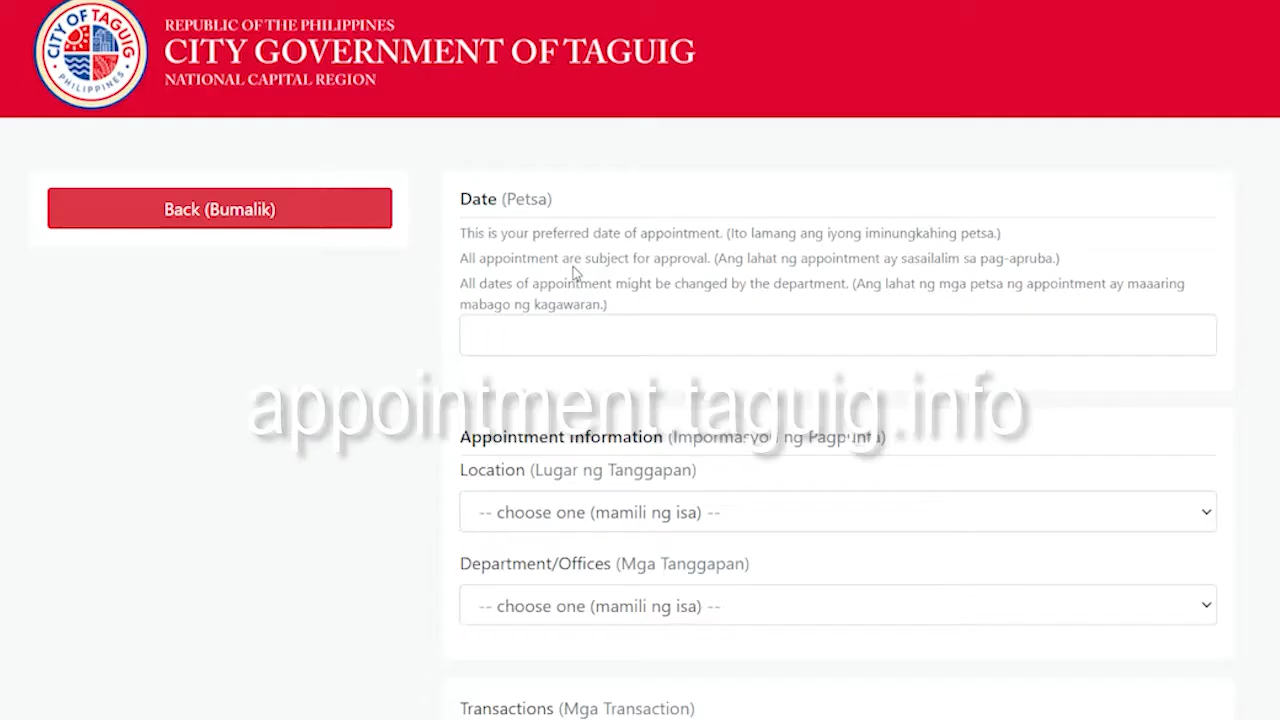 CITY OF TAGUIG
PHILIPPINES
REPUBLIC OF THE PHILIPPINES
CITY GOVERNMENT OF TAGUIG
NATIONAL CAPITAL REGION
Back (Bumalik)
Date (Petsa)
This is your preferred date of appointment. (Ito lamang ang iyong iminungkahing petsa.)
All appointment are subject for approval. (Ang lahat ng appointment ay sasailalim sa pag-apruba.)
All dates of appointment might be changed by the department. (Ang lahat ng mga petsa ng appointment ay maaaring
mabago ng kagawaran.)
appointment.taguig.info
Appointment Information (Impormasyon ng Pagpunta)
Location (Lugar ng Tanggapan)
-- choose one (mamili ng isa) --
Department/Offices (Mga Tanggapan)
-- choose one (mamili ng isa) --
Transactions (Mga Transaction)